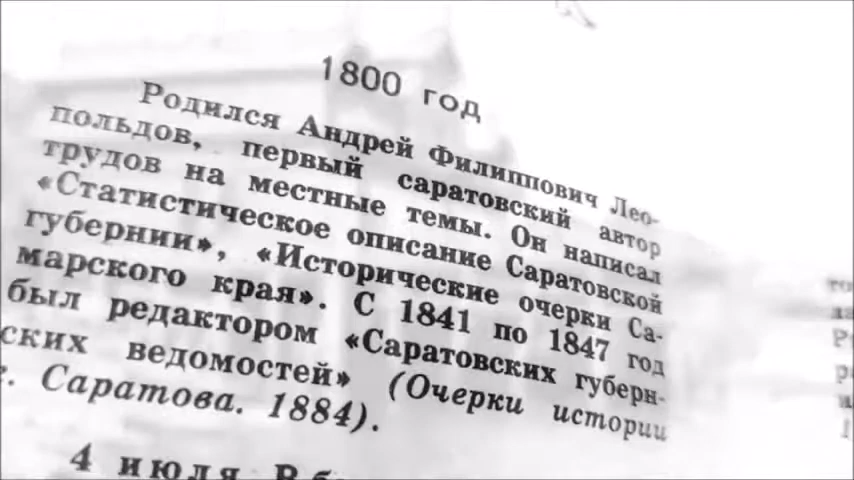 1800 год
Родился Андрей Филиппович Лео-
польдов, первый саратовский автор
трудов на местные темы. Он написал
«Статистическое описание Саратовской
губернии», «Исторические очерки Са-
марского края». С 1841 по 1847 год
был редактором «Саратовских губерн-
ских ведомостей» (Очерки истории
г. Саратова. 1884).
4 июля